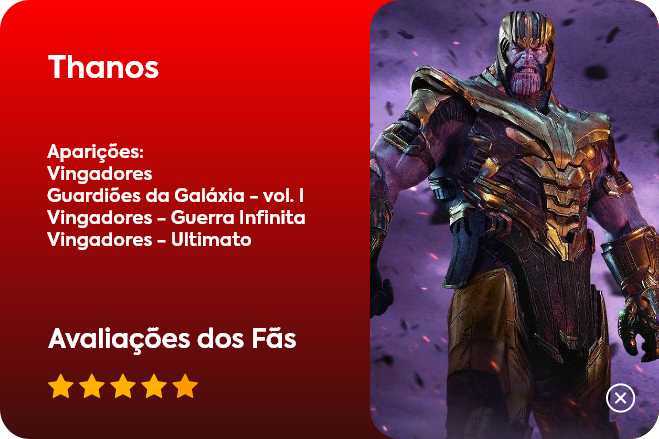 Thanos
Aparições:
Vingadores
Guardiões da Galáxia - vol. I
Vingadores - Guerra Infinita
Vingadores - Ultimato
Avaliações dos Fãs